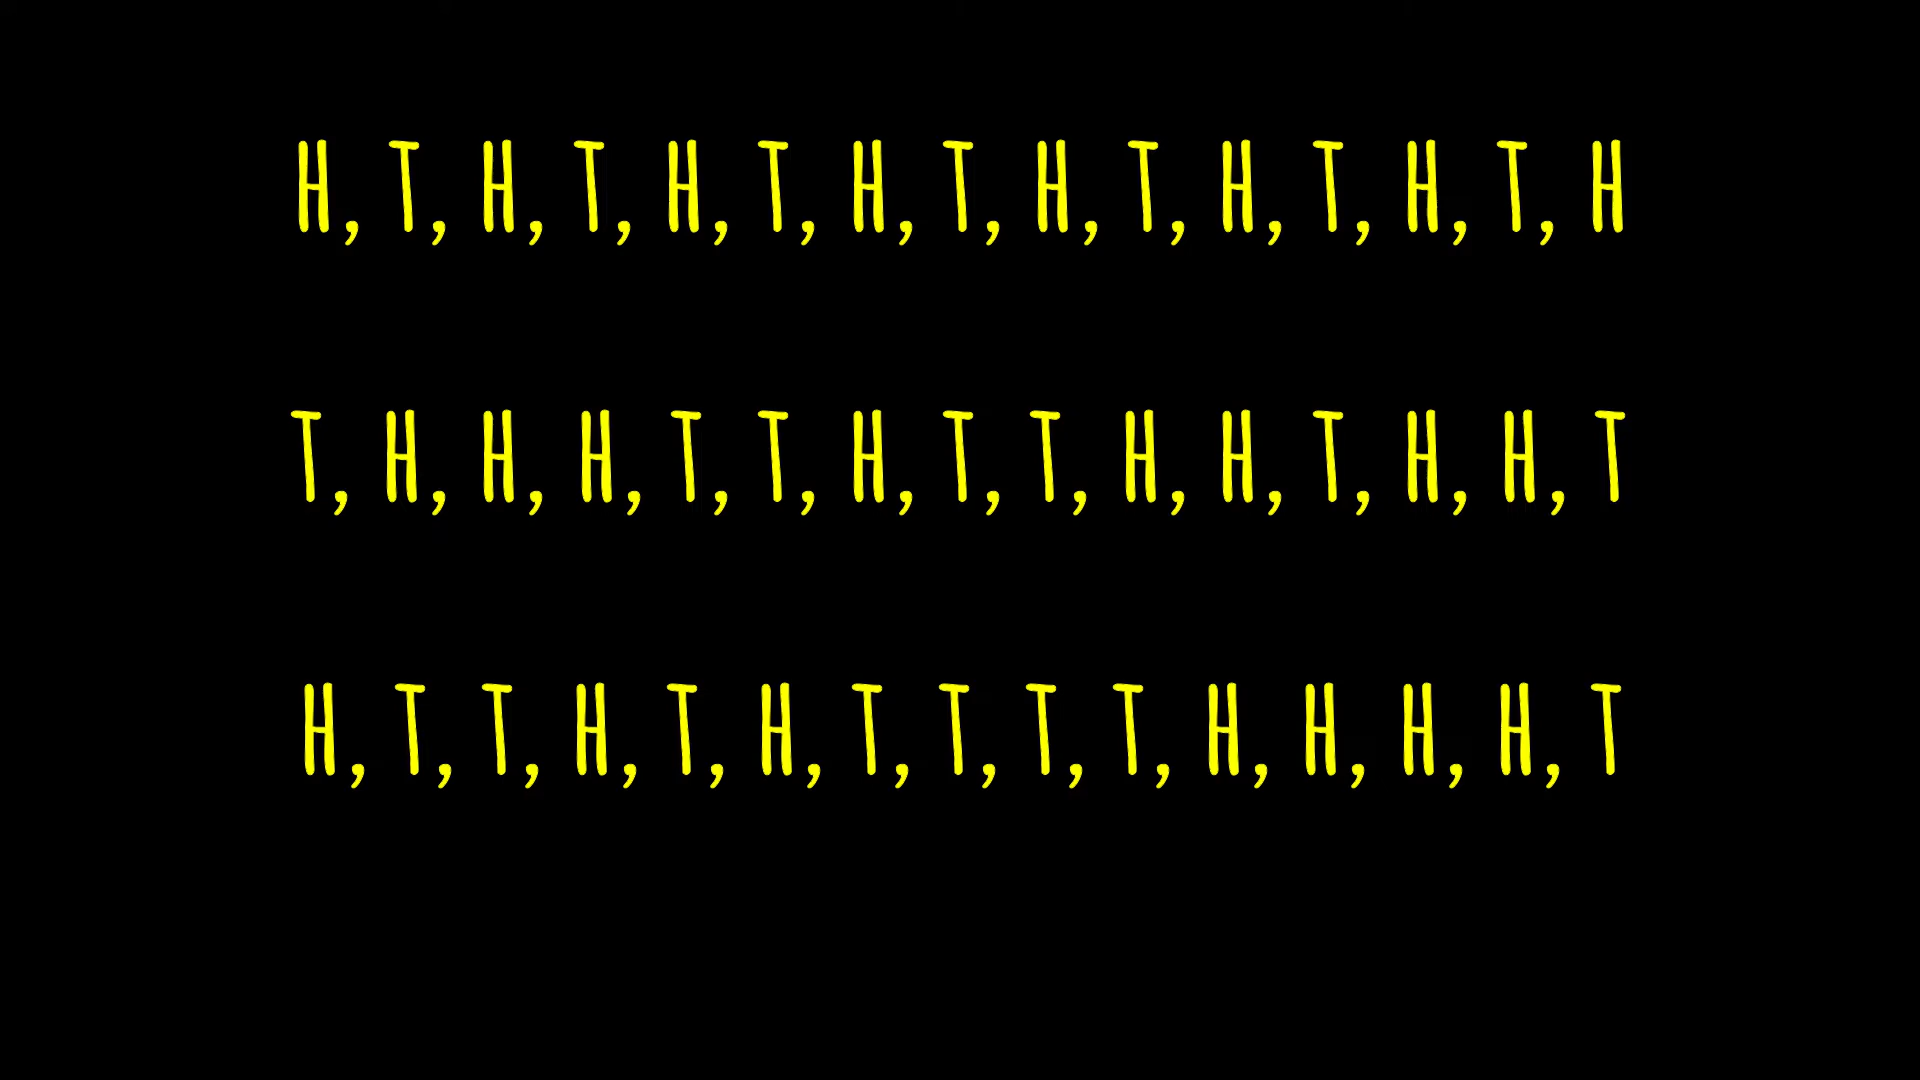 H, T, H, T, H, T, H, T, H, T, H, T, H, T, H
T, H, H, H, T, T, H, T, T, H, H, T, H, H, T
H, T, T, H, T, H, T, T, T, T, H, H, H, H, T